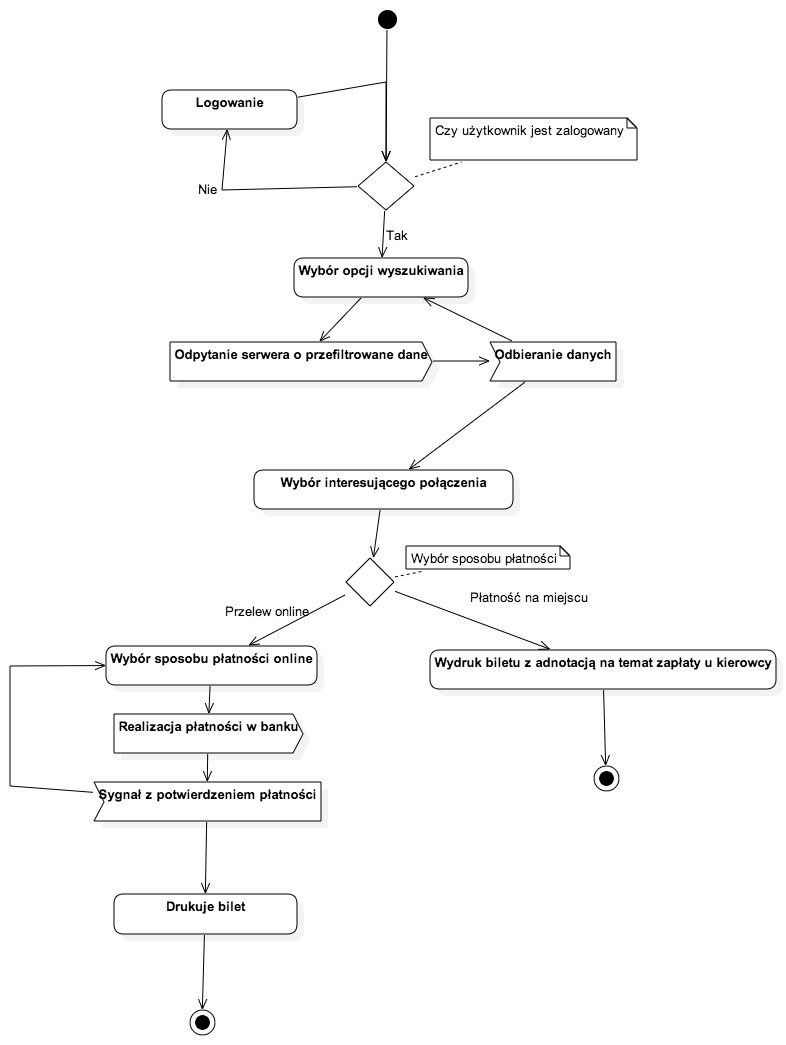 Logowanie
Czy użytkownik jest zalogowany
Nie
Tak
Wybór opcji wyszukiwania
Odpytanie serwera o przefiltrowane dane
Odbieranie danych
Wybór interesującego połączenia
Wybór sposobu płatności
Przelew online
Płatność na miejscu
Wybór sposobu płatności online
Wydruk biletu z adnotacją na temat zapłaty u kierowcy
Realizacja płatności w banku
Sygnał z potwierdzeniem płatności
Drukuje bilet